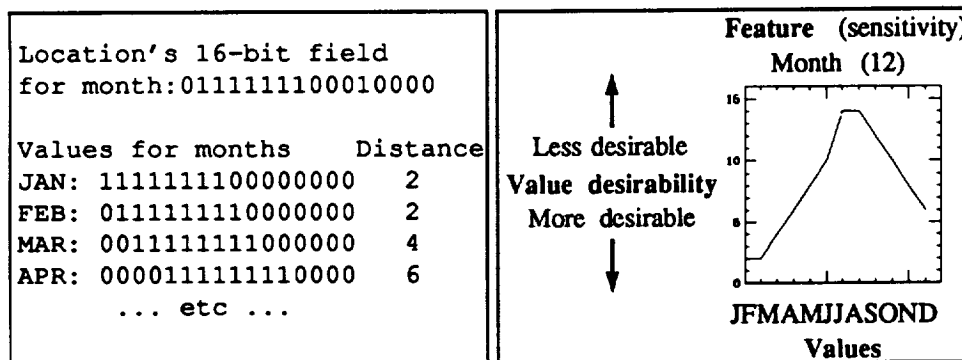 Location's 16-bit field
for month:0111111100010000
Values for months Distance
JAN: 1111111100000000 2
FEB: 0111111110000000 2
MAR: 0011111111000000 4
APR: 0000111111110000 6
... etc ...
Less desirable
Value desirability
More desirable
Feature (sensitivity)
Month (12)
15
10
5
0
JFMAMJJASOND
Values